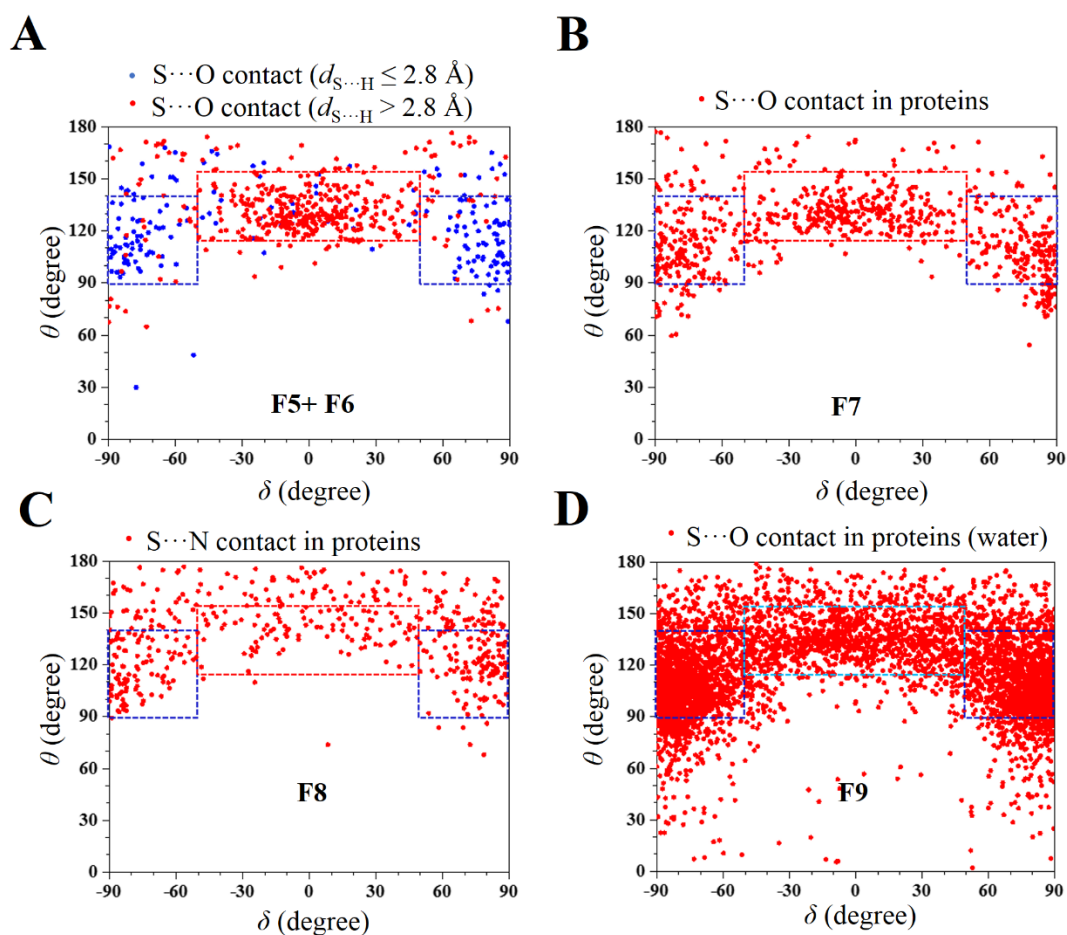 A
S···O contact (dS···H ≤ 2.8 Å)
S···O contact (dS···H > 2.8 Å)
180
150
120
90
60
30
0
θ (degree)
-90 -60 -30 0 30 60 90
δ (degree)
F5+ F6
B
S···O contact in proteins
180
150
120
90
60
30
0
θ (degree)
-90 -60 -30 0 30 60 90
δ (degree)
F7
C
S···N contact in proteins
180
150
120
90
60
30
0
θ (degree)
-90 -60 -30 0 30 60 90
δ (degree)
F8
D
S···O contact in proteins (water)
180
150
120
90
60
30
0
θ (degree)
-90 -60 -30 0 30 60 90
δ (degree)
F9